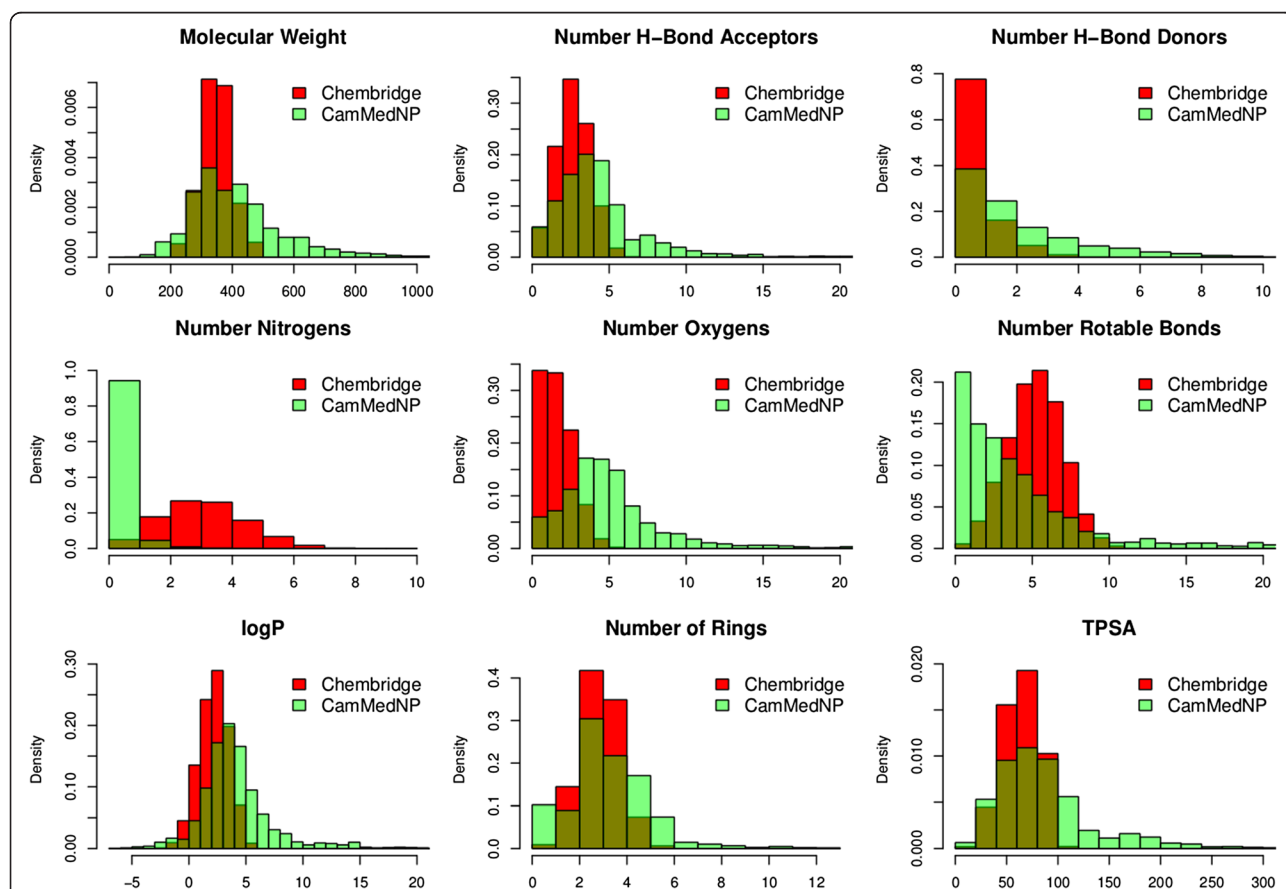 Molecular Weight
Density
0.000 0.002 0.004 0.006
Chembridge
CamMedNP
0 200 400 600 800 1000
Number H−Bond Acceptors
Density
0.00 0.10 0.20 0.30
Chembridge
CamMedNP
0 5 10 15 20
Number H−Bond Donors
Density
0.0 0.2 0.4 0.6 0.8
Chembridge
CamMedNP
0 2 4 6 8 10
Number Nitrogens
Density
0.0 0.2 0.4 0.6 0.8 1.0
Chembridge
CamMedNP
0 2 4 6 8 10
Number Oxygens
Density
0.00 0.10 0.20 0.30
Chembridge
CamMedNP
0 5 10 15 20
Number Rotable Bonds
Density
0.00 0.05 0.10 0.15 0.20
Chembridge
CamMedNP
0 5 10 15 20
logP
Density
0.00 0.10 0.20 0.30
Chembridge
CamMedNP
−5 0 5 10 15 20
Number of Rings
Density
0.0 0.1 0.2 0.3 0.4
Chembridge
CamMedNP
0 2 4 6 8 10 12
TPSA
Density
0.000 0.010 0.020
Chembridge
CamMedNP
0 50 100 150 200 250 300